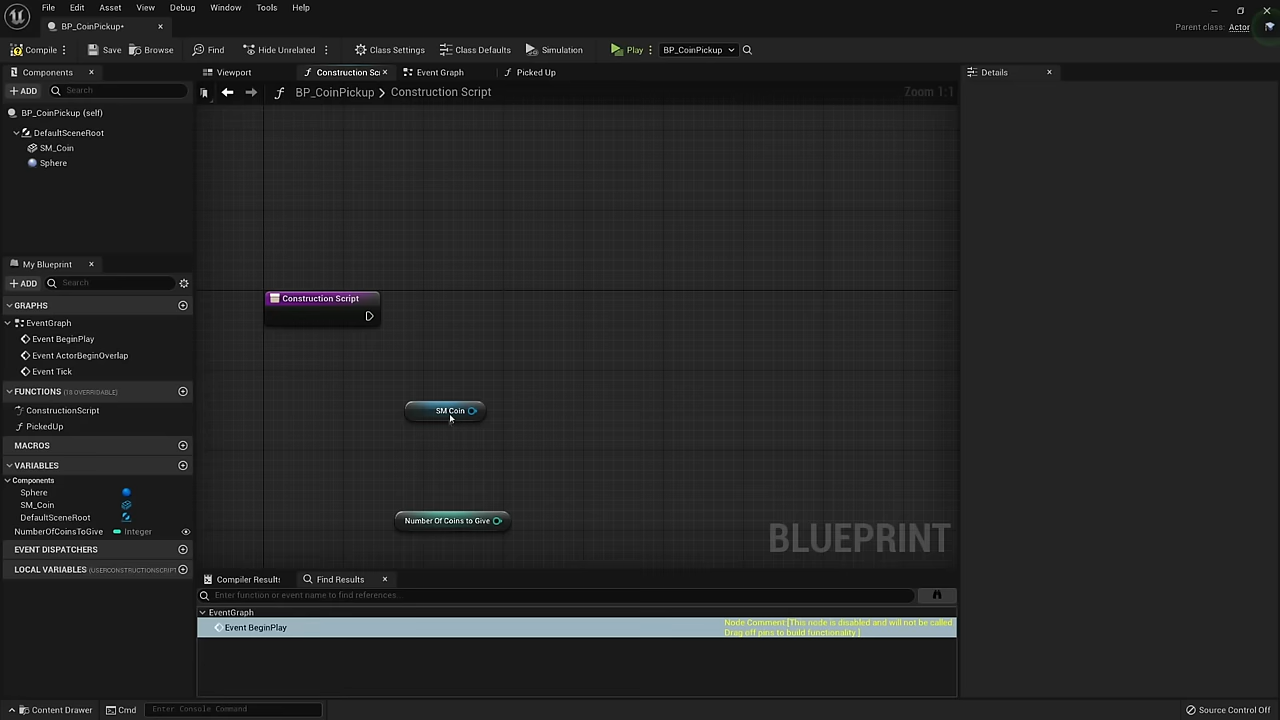 File Edit Asset View Debug Window Tools Help
BP_CoinPickup*
Parent class: Actor
Compile Save Browse Find Hide Unrelated Class Settings Class Defaults Simulation Play BP_CoinPickup
Components Viewport Construction Sc Event Graph Picked Up Details
+ ADD Search
BP_CoinPickup > Construction Script Zoom 1:1
BP_CoinPickup (self)
DefaultSceneRoot
SM_Coin
Sphere
My Blueprint
+ ADD Search
GRAPHS
EventGraph
Event BeginPlay
Event ActorBeginOverlap
Event Tick
FUNCTIONS (18 OVERRIDABLE)
ConstructionScript
PickedUp
MACROS
VARIABLES
Components
Sphere
SM_Coin
DefaultSceneRoot
NumberOfCoinsToGive Integer
EVENT DISPATCHERS
LOCAL VARIABLES (USERCONSTRUCTIONSCRIPT
Construction Script
SM Coin
Number Of Coins to Give
BLUEPRINT
Compiler Results Find Results
Enter function or event name to find references...
EventGraph
Event BeginPlay
Node Comment [This node is disabled and will not be called
Drag off pins to build functionality.]
Content Drawer Cmd Enter Console Command Source Control Off